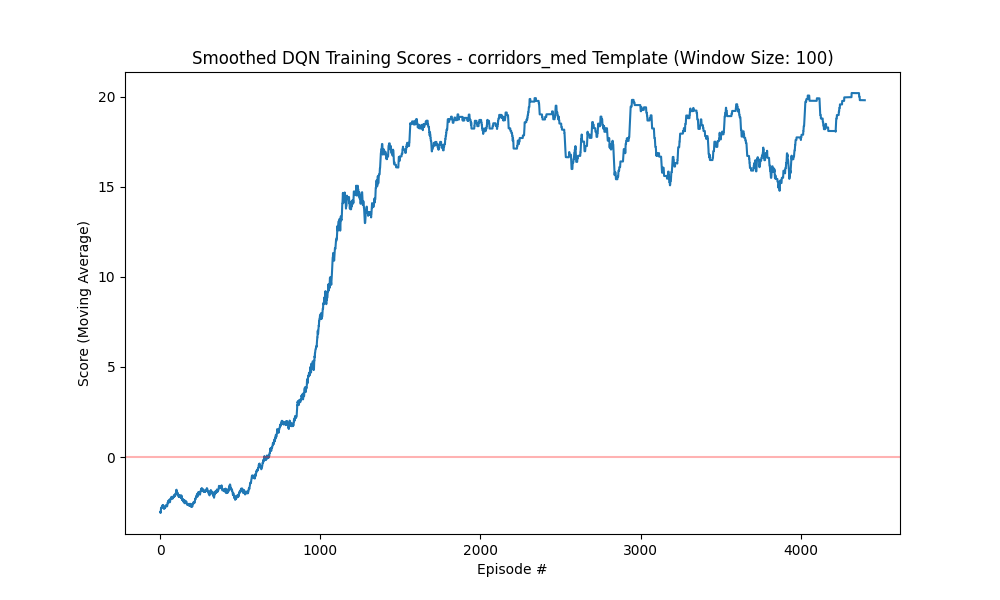 Smoothed DQN Training Scores - corridors_med Template (Window Size: 100)
20
15
10
5
0
Score (Moving Average)
0 1000 2000 3000 4000
Episode #